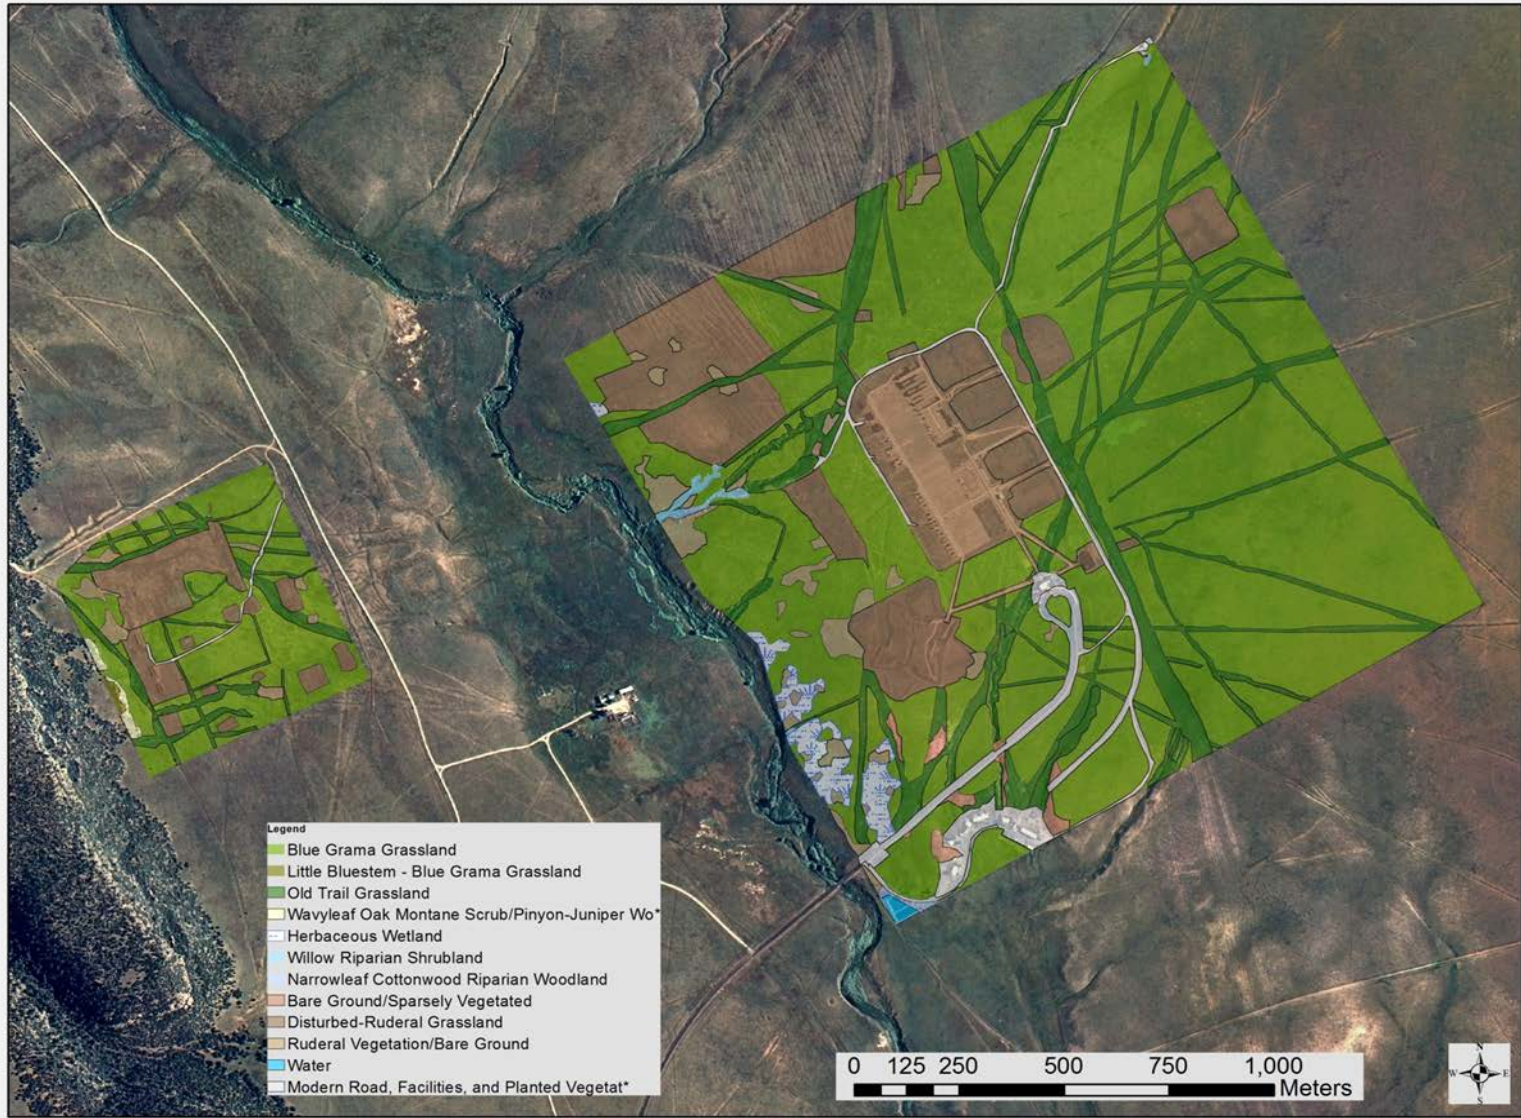 Legend
Blue Grama Grassland
Little Bluestem - Blue Grama Grassland
Old Trail Grassland
Wavyleaf Oak Montane Scrub/Pinyon-Juniper Wo*
Herbaceous Wetland
Willow Riparian Shrubland
Narrowleaf Cottonwood Riparian Woodland
Bare Ground/Sparsely Vegetated
Disturbed-Ruderal Grassland
Ruderal Vegetation/Bare Ground
Water
Modern Road, Facilities, and Planted Vegetat*
0 125 250 500 750 1,000
Meters
N
W E
S